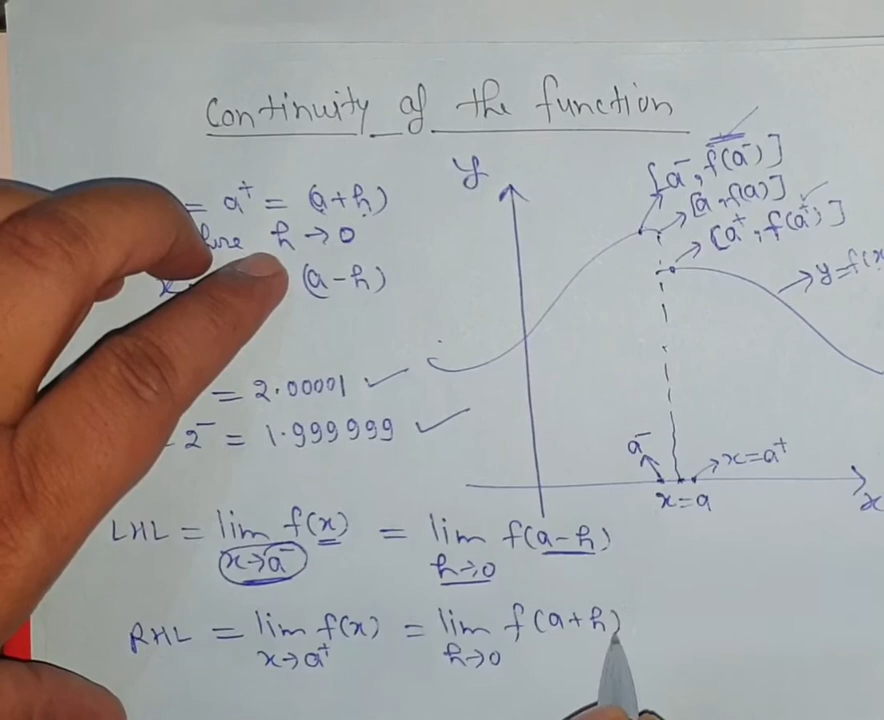 Continuity of the function
= a⁺ = (a+h)
h→0
(a-h)
= 2.00001
2⁻ = 1.999999
y
[a⁻, f(a⁻)]
[a, f(a)]
[a⁺, f(a⁺)]
y=f(x
a⁻
x=a⁺
x=a
x
LHL = lim f(x) = lim f(a-h)
x→a⁻ h→0
RHL = lim f(x) = lim f(a+h)
x→a⁺ h→0